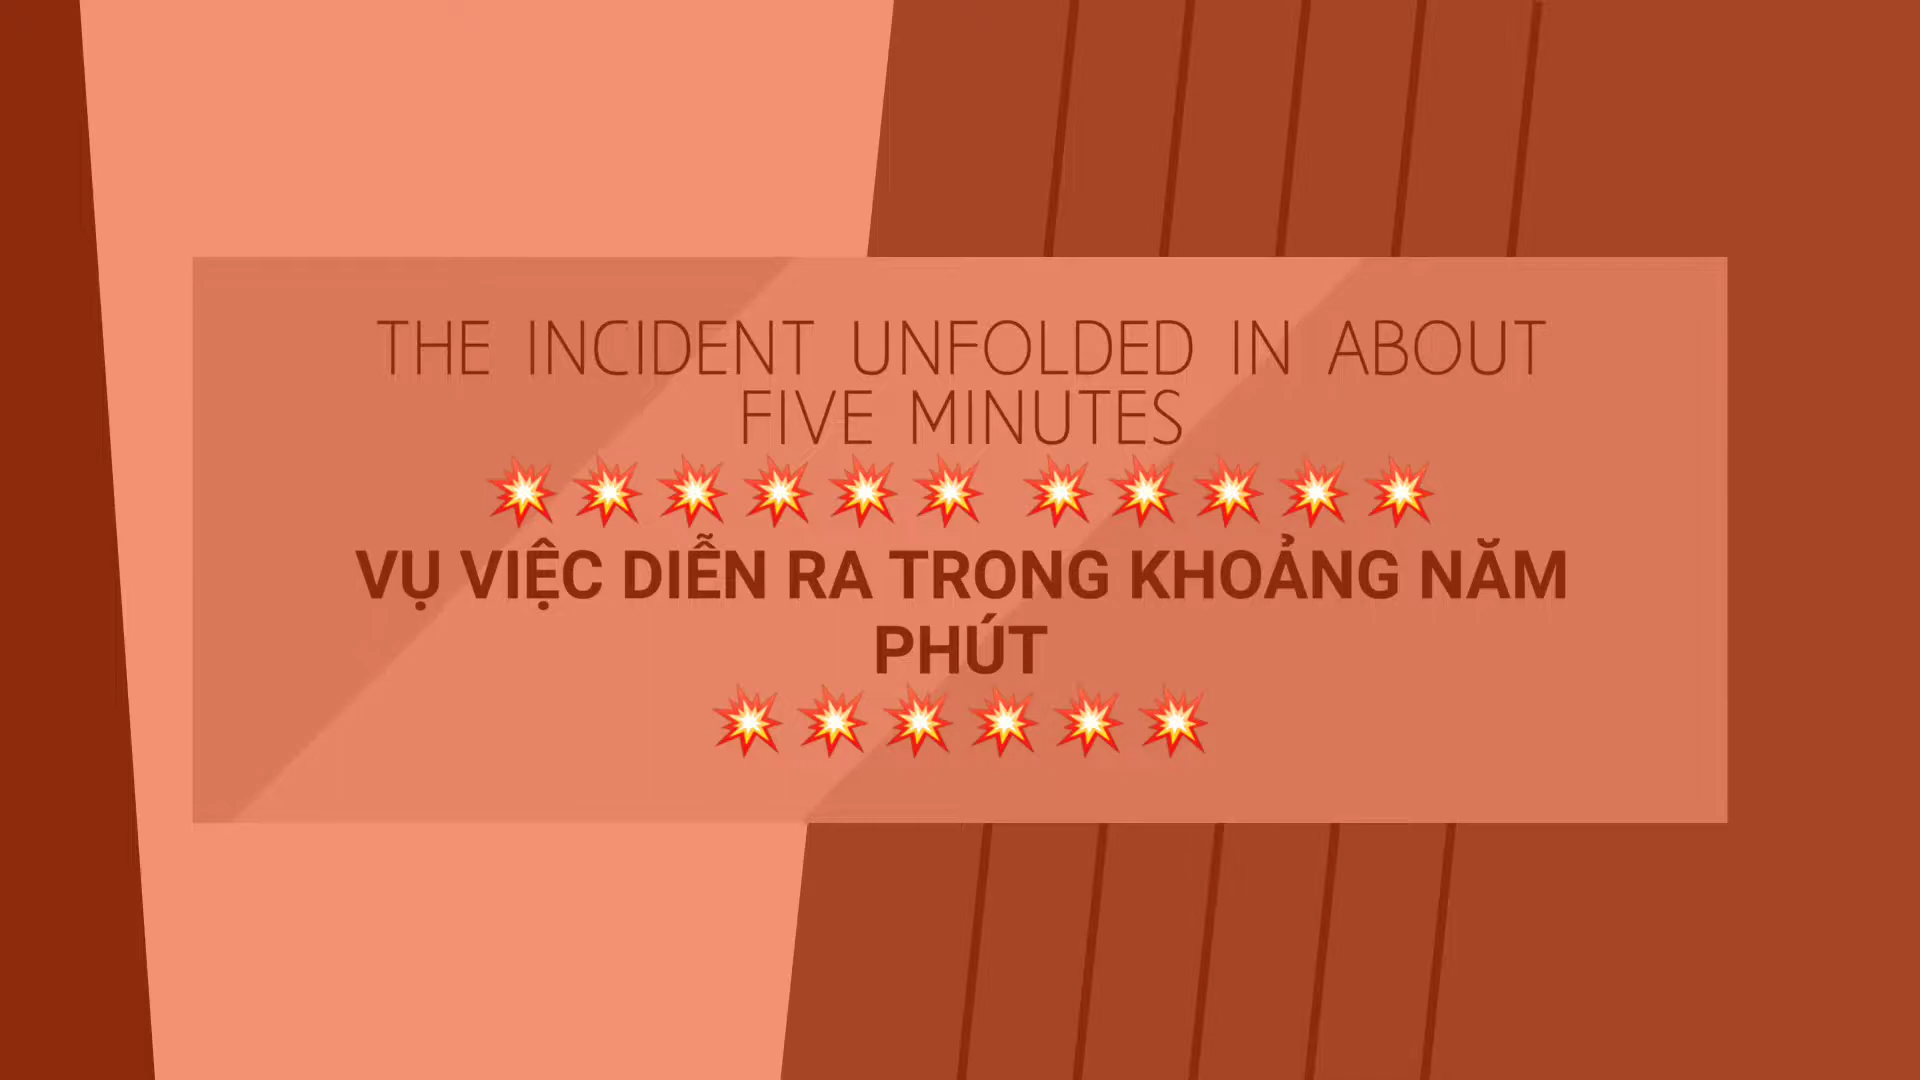 THE INCIDENT UNFOLDED IN ABOUT
FIVE MINUTES
💥💥💥💥💥💥 💥💥💥💥💥
VỤ VIỆC DIỄN RA TRONG KHOẢNG NĂM
PHÚT
💥💥💥💥💥💥